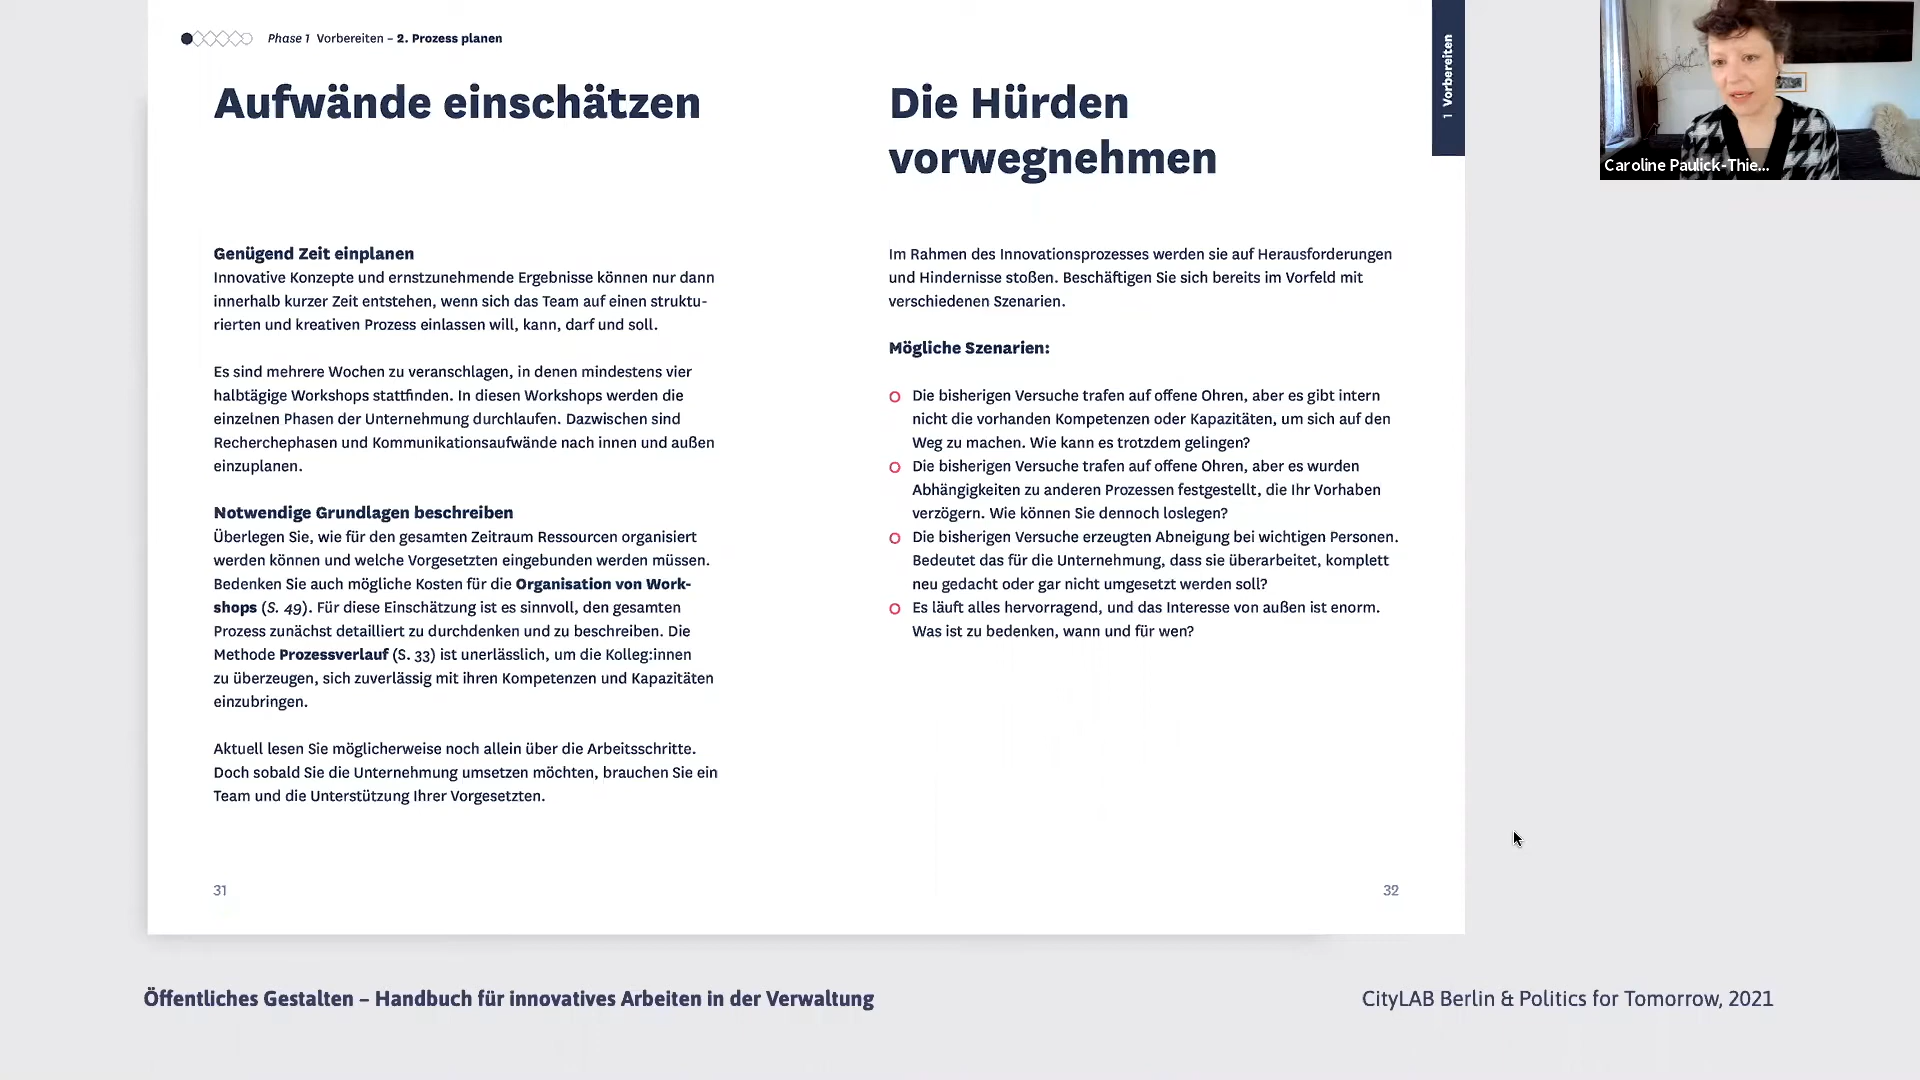 Phase 1 Vorbereiten – 2. Prozess planen
Aufwände einschätzen
Genügend Zeit einplanen
Innovative Konzepte und ernstzunehmende Ergebnisse können nur dann
innerhalb kurzer Zeit entstehen, wenn sich das Team auf einen struktu-
rierten und kreativen Prozess einlassen will, kann, darf und soll.
Es sind mehrere Wochen zu veranschlagen, in denen mindestens vier
halbtägige Workshops stattfinden. In diesen Workshops werden die
einzelnen Phasen der Unternehmung durchlaufen. Dazwischen sind
Recherchephasen und Kommunikationsaufwände nach innen und außen
einzuplanen.
Notwendige Grundlagen beschreiben
Überlegen Sie, wie für den gesamten Zeitraum Ressourcen organisiert
werden können und welche Vorgesetzten eingebunden werden müssen.
Bedenken Sie auch mögliche Kosten für die Organisation von Work-
shops (S. 49). Für diese Einschätzung ist es sinnvoll, den gesamten
Prozess zunächst detailliert zu durchdenken und zu beschreiben. Die
Methode Prozessverlauf (S. 33) ist unerlässlich, um die Kolleg:innen
zu überzeugen, sich zuverlässig mit ihren Kompetenzen und Kapazitäten
einzubringen.
Aktuell lesen Sie möglicherweise noch allein über die Arbeitsschritte.
Doch sobald Sie die Unternehmung umsetzen möchten, brauchen Sie ein
Team und die Unterstützung Ihrer Vorgesetzten.
31
Die Hürden
vorwegnehmen
Im Rahmen des Innovationsprozesses werden sie auf Herausforderungen
und Hindernisse stoßen. Beschäftigen Sie sich bereits im Vorfeld mit
verschiedenen Szenarien.
Mögliche Szenarien:
Die bisherigen Versuche trafen auf offene Ohren, aber es gibt intern
nicht die vorhanden Kompetenzen oder Kapazitäten, um sich auf den
Weg zu machen. Wie kann es trotzdem gelingen?
Die bisherigen Versuche trafen auf offene Ohren, aber es wurden
Abhängigkeiten zu anderen Prozessen festgestellt, die Ihr Vorhaben
verzögern. Wie können Sie dennoch loslegen?
Die bisherigen Versuche erzeugten Abneigung bei wichtigen Personen.
Bedeutet das für die Unternehmung, dass sie überarbeitet, komplett
neu gedacht oder gar nicht umgesetzt werden soll?
Es läuft alles hervorragend, und das Interesse von außen ist enorm.
Was ist zu bedenken, wann und für wen?
32
1 Vorbereiten
Caroline Paulick-Thie...
Öffentliches Gestalten – Handbuch für innovatives Arbeiten in der Verwaltung
CityLAB Berlin & Politics for Tomorrow, 2021